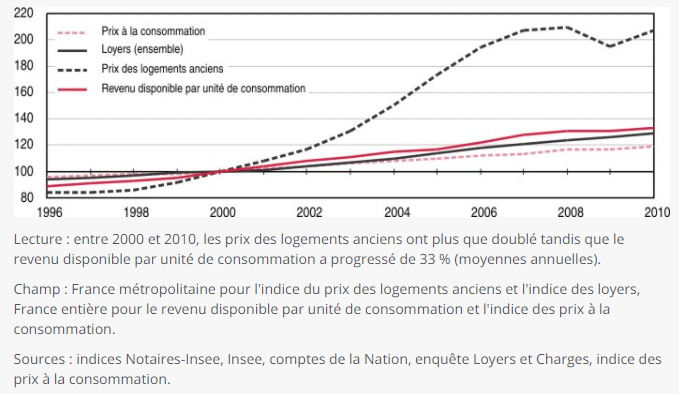 220
200
180
160
140
120
100
80
Prix à la consommation
Loyers (ensemble)
Prix des logements anciens
Revenu disponible par unité de consommation
1996 1998 2000 2002 2004 2006 2008 2010
Lecture : entre 2000 et 2010, les prix des logements anciens ont plus que doublé tandis que le
revenu disponible par unité de consommation a progressé de 33 % (moyennes annuelles).
Champ : France métropolitaine pour l'indice du prix des logements anciens et l'indice des loyers,
France entière pour le revenu disponible par unité de consommation et l'indice des prix à la
consommation.
Sources : indices Notaires-Insee, Insee, comptes de la Nation, enquête Loyers et Charges, indice des
prix à la consommation.